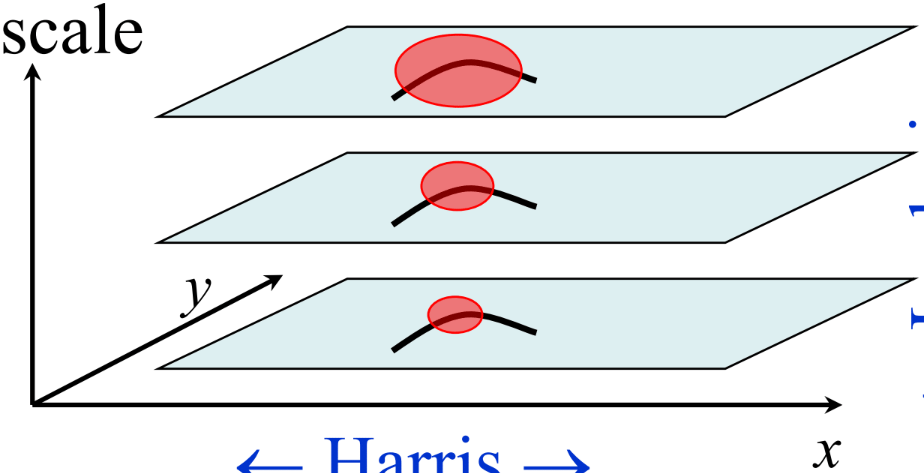 scale
y
x
← Harris →